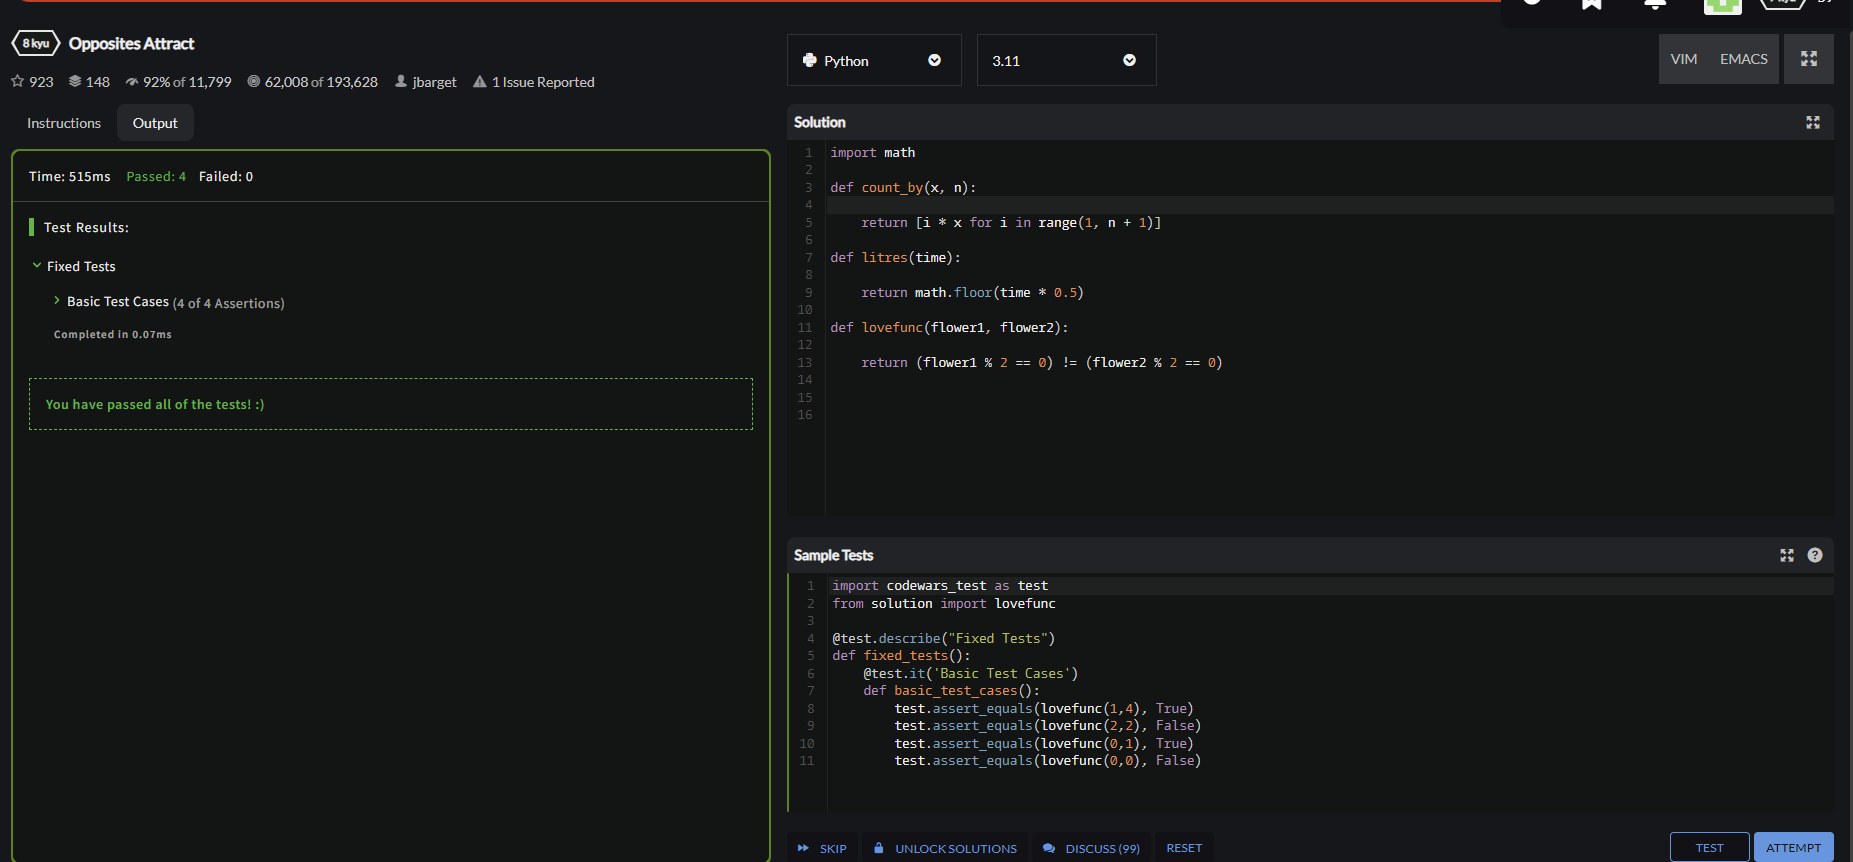 8 kyu Opposites Attract
923 148 92% of 11,799 62,008 of 193,628 jbarget 1 Issue Reported
Instructions Output
Time: 515ms Passed: 4 Failed: 0
Test Results:
Fixed Tests
Basic Test Cases (4 of 4 Assertions)
Completed in 0.07ms
You have passed all of the tests! :)
Python 3.11 VIM EMACS
Solution
1 import math
2
3 def count_by(x, n):
4
5     return [i * x for i in range(1, n + 1)]
6
7 def litres(time):
8
9     return math.floor(time * 0.5)
10
11 def lovefunc(flower1, flower2):
12
13     return (flower1 % 2 == 0) != (flower2 % 2 == 0)
14
15
16
Sample Tests
1 import codewars_test as test
2 from solution import lovefunc
3
4 @test.describe("Fixed Tests")
5 def fixed_tests():
6     @test.it('Basic Test Cases')
7     def basic_test_cases():
8         test.assert_equals(lovefunc(1,4), True)
9         test.assert_equals(lovefunc(2,2), False)
10         test.assert_equals(lovefunc(0,1), True)
11         test.assert_equals(lovefunc(0,0), False)
SKIP UNLOCK SOLUTIONS DISCUSS (99) RESET TEST ATTEMPT